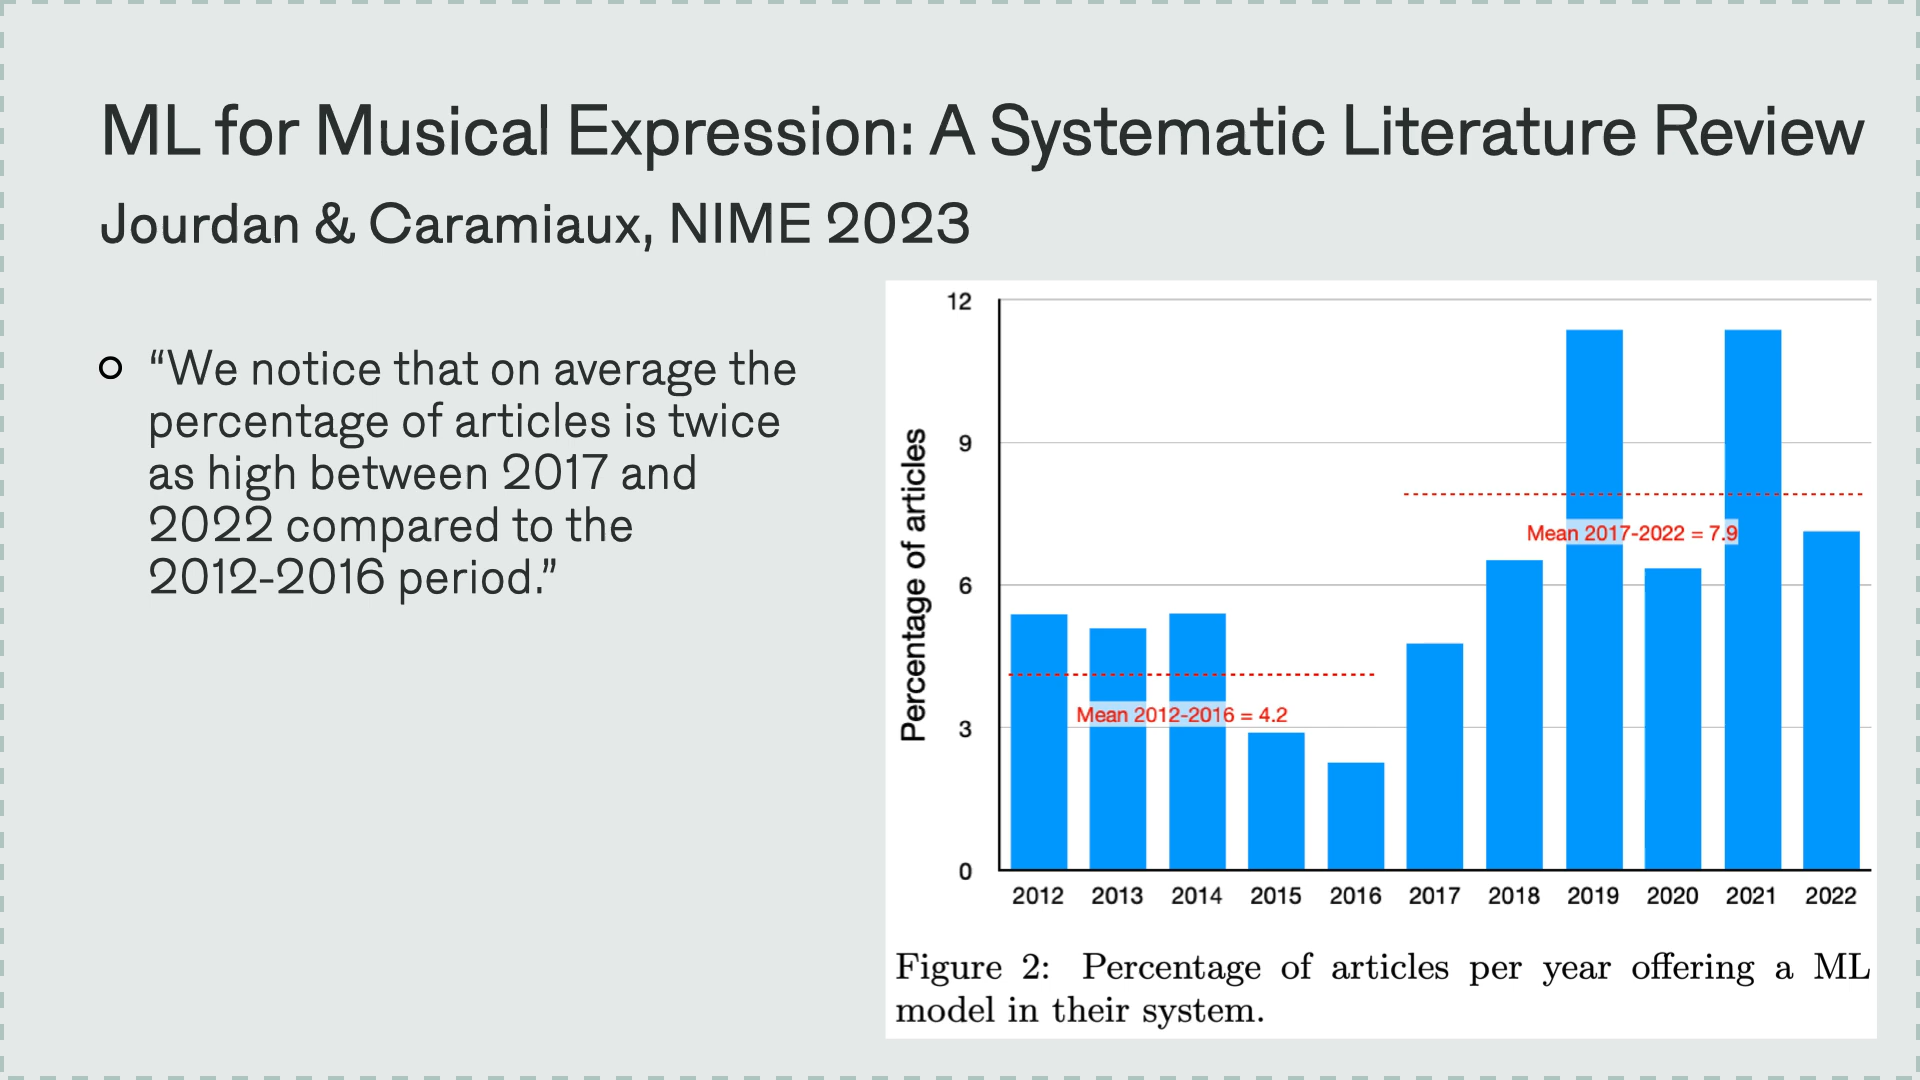 ML for Musical Expression: A Systematic Literature Review
Jourdan & Caramiaux, NIME 2023
“We notice that on average the
percentage of articles is twice
as high between 2017 and
2022 compared to the
2012-2016 period.”
Percentage of articles
12
9
6
3
0
Mean 2017-2022 = 7.9
Mean 2012-2016 = 4.2
2012 2013 2014 2015 2016 2017 2018 2019 2020 2021 2022
Figure 2: Percentage of articles per year offering a ML
model in their system.